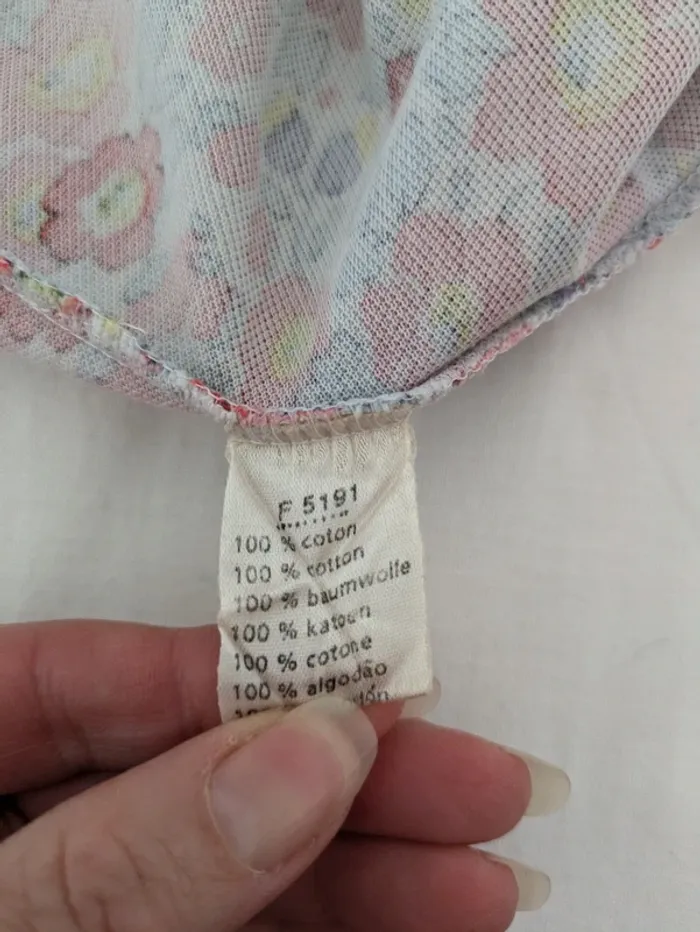 F 5191
100 % coton
100 % cotton
100 % baumwolle
100 % katoen
100 % cotone
100 % algodão